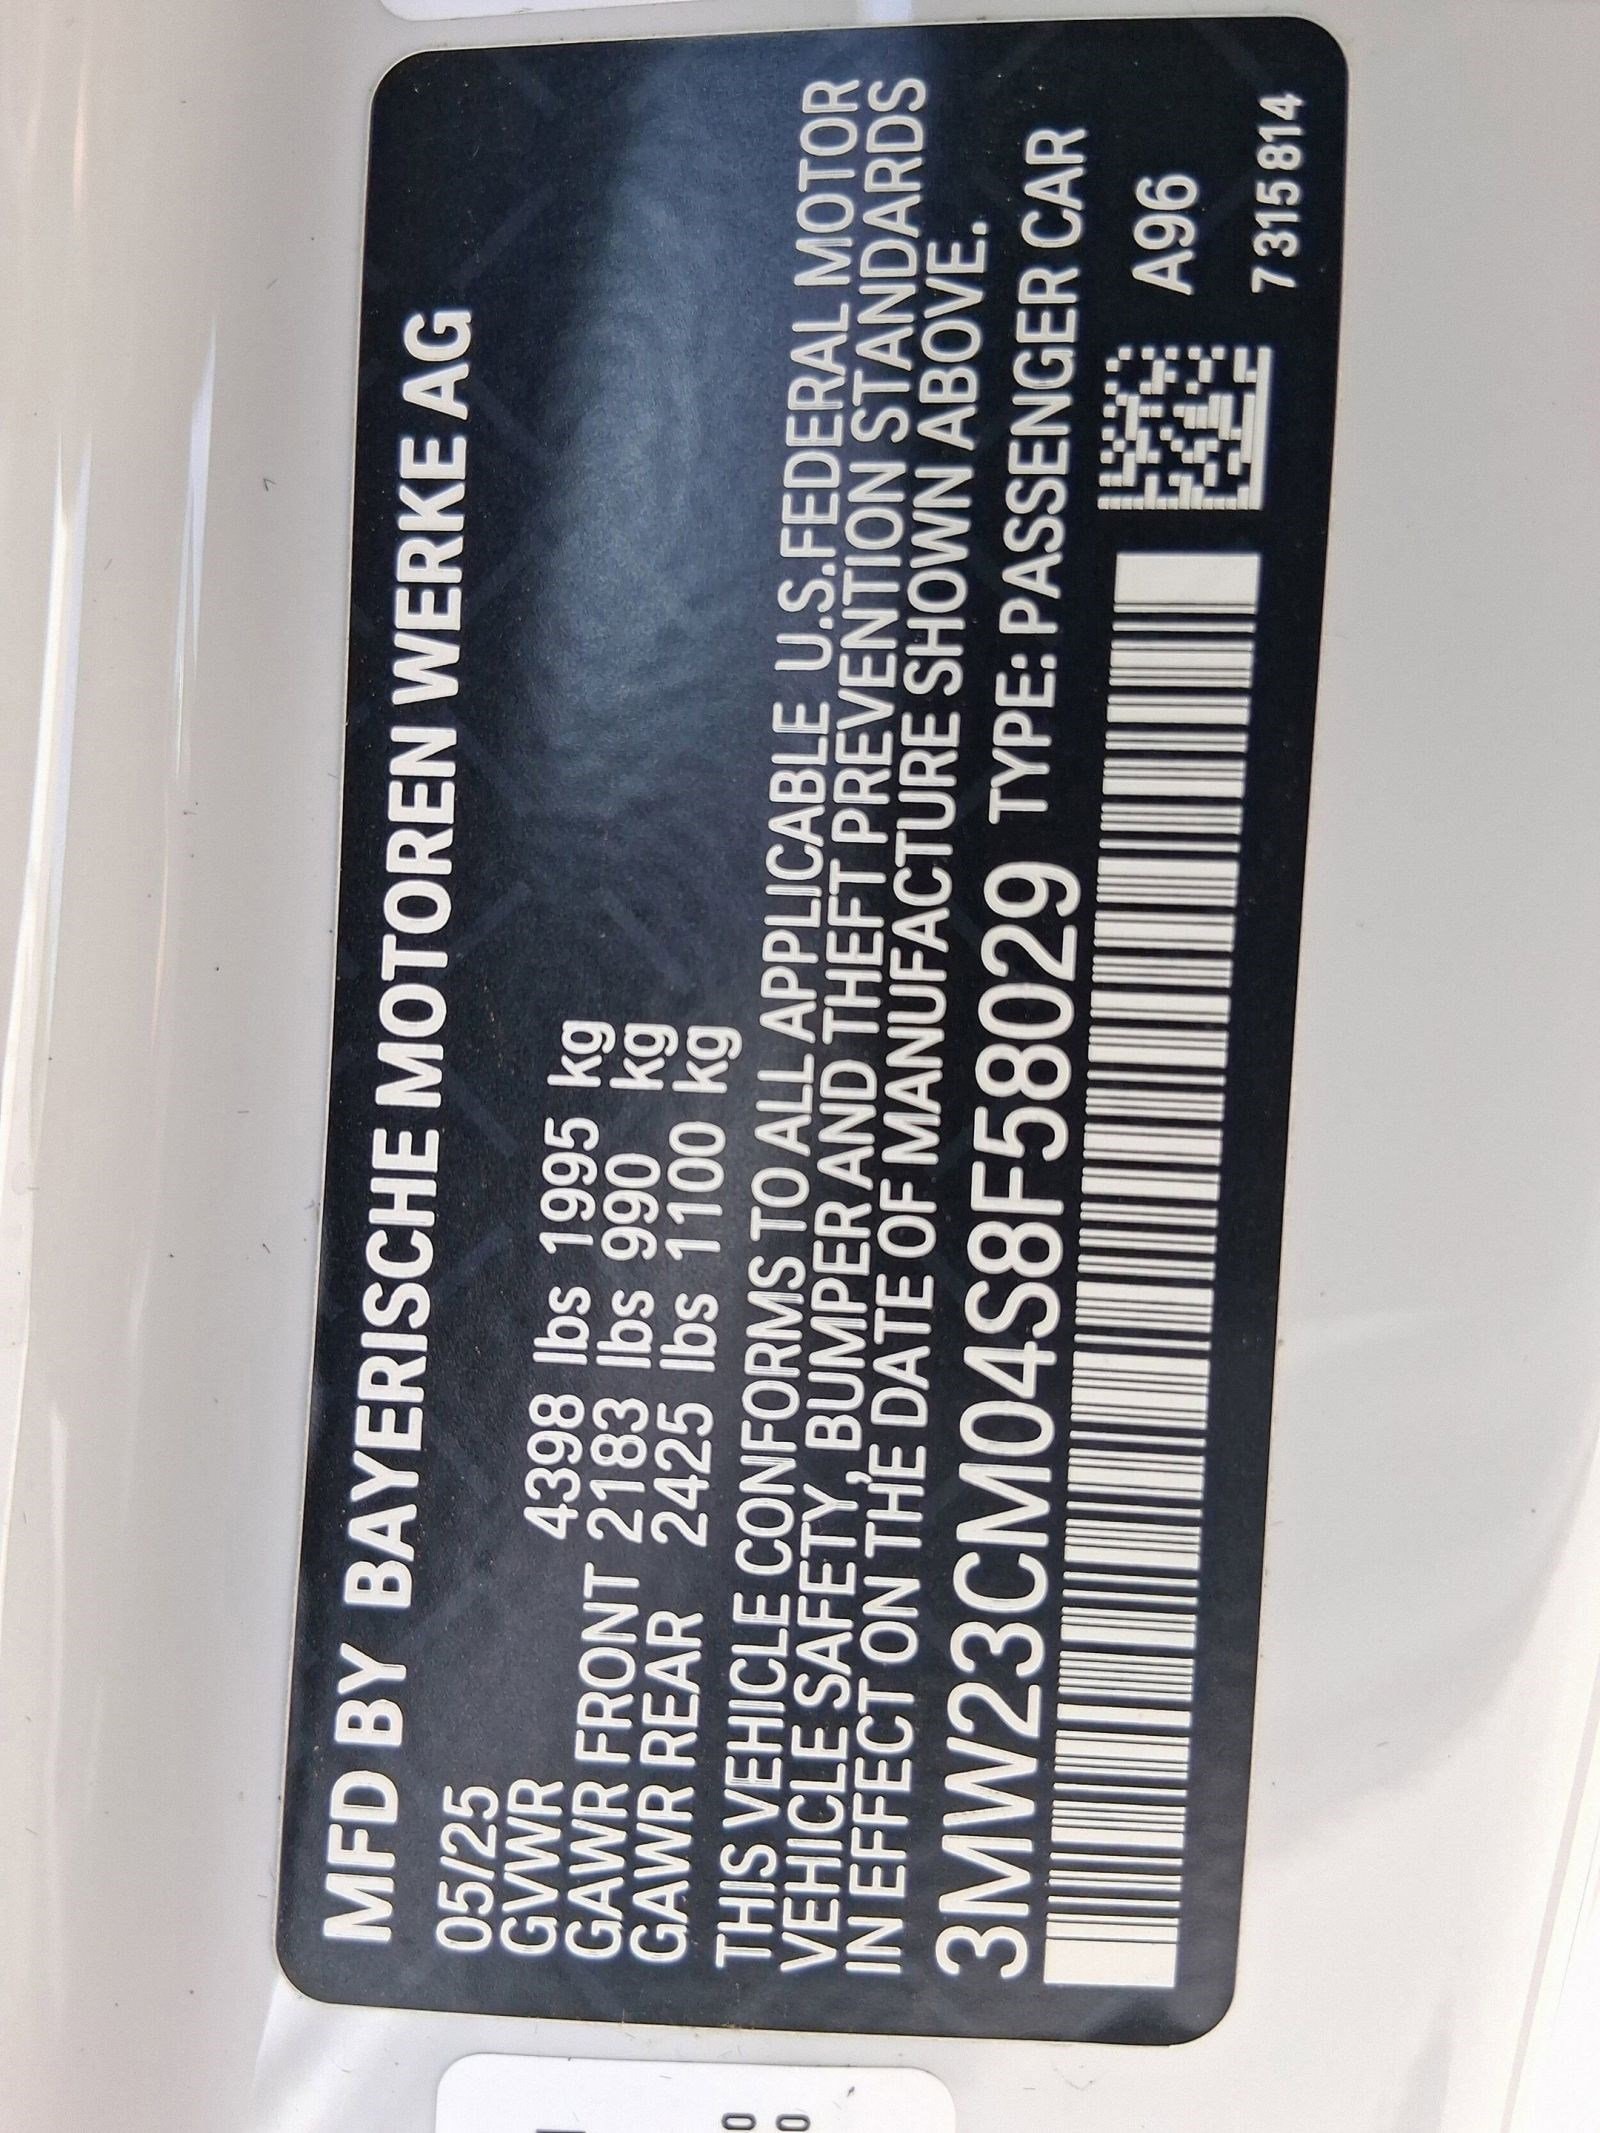 MFD BY BAYERISCHE MOTOREN WERKE AG
05/25
GVWR 4398 lbs 1995 kg
GAWR FRONT 2183 lbs 990 kg
GAWR REAR 2425 lbs 1100 kg
THIS VEHICLE CONFORMS TO ALL APPLICABLE U.S.FEDERAL MOTOR
VEHICLE SAFETY, BUMPER AND THEFT PREVENTION STANDARDS
IN EFFECT ON THE DATE OF MANUFACTURE SHOWN ABOVE.
3MW23CM04S8F58029 TYPE: PASSENGER CAR
A96
7315814
0
0